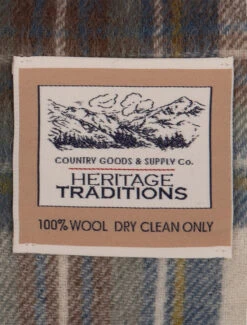 COUNTRY GOODS & SUPPLY Co.
HERITAGE
TRADITIONS
100% WOOL DRY CLEAN ONLY